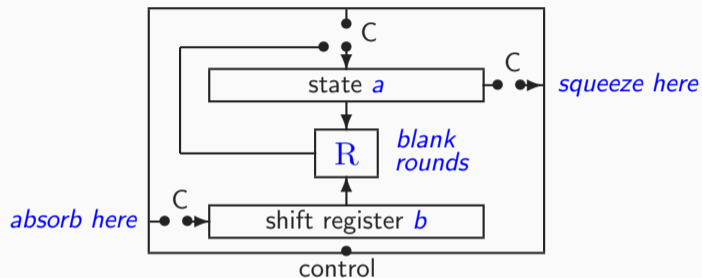 C
C
state a
squeeze here
R
blank
rounds
C
absorb here
shift register b
control